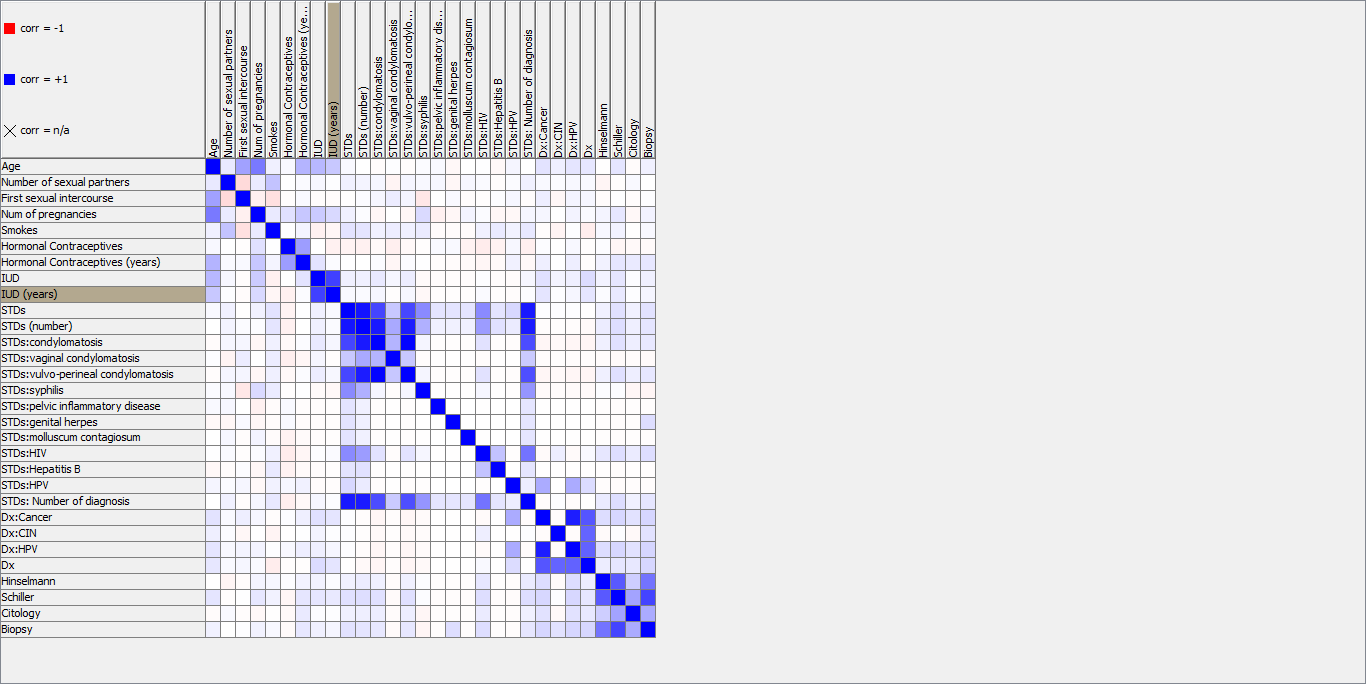 corr = -1
corr = +1
corr = n/a
Age
Number of sexual partners
First sexual intercourse
Num of pregnancies
Smokes
Hormonal Contraceptives
Hormonal Contraceptives (ye...
IUD
IUD (years)
STDs
STDs (number)
STDs:condylomatosis
STDs:vaginal condylomatosis
STDs:vulvo-perineal condylo...
STDs:syphilis
STDs:pelvic inflammatory dis...
STDs:genital herpes
STDs:molluscum contagiosum
STDs:HIV
STDs:Hepatitis B
STDs:HPV
STDs: Number of diagnosis
Dx:Cancer
Dx:CIN
Dx:HPV
Dx
Hinselmann
Schiller
Citology
Biopsy
Age
Number of sexual partners
First sexual intercourse
Num of pregnancies
Smokes
Hormonal Contraceptives
Hormonal Contraceptives (years)
IUD
IUD (years)
STDs
STDs (number)
STDs:condylomatosis
STDs:vaginal condylomatosis
STDs:vulvo-perineal condylomatosis
STDs:syphilis
STDs:pelvic inflammatory disease
STDs:genital herpes
STDs:molluscum contagiosum
STDs:HIV
STDs:Hepatitis B
STDs:HPV
STDs: Number of diagnosis
Dx:Cancer
Dx:CIN
Dx:HPV
Dx
Hinselmann
Schiller
Citology
Biopsy